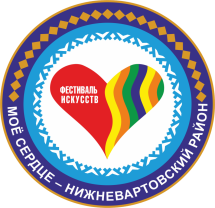 ФЕСТИВАЛЬ
ИСКУССТВ
МОЁ СЕРДЦЕ – НИЖНЕВАРТОВСКИЙ РАЙОН